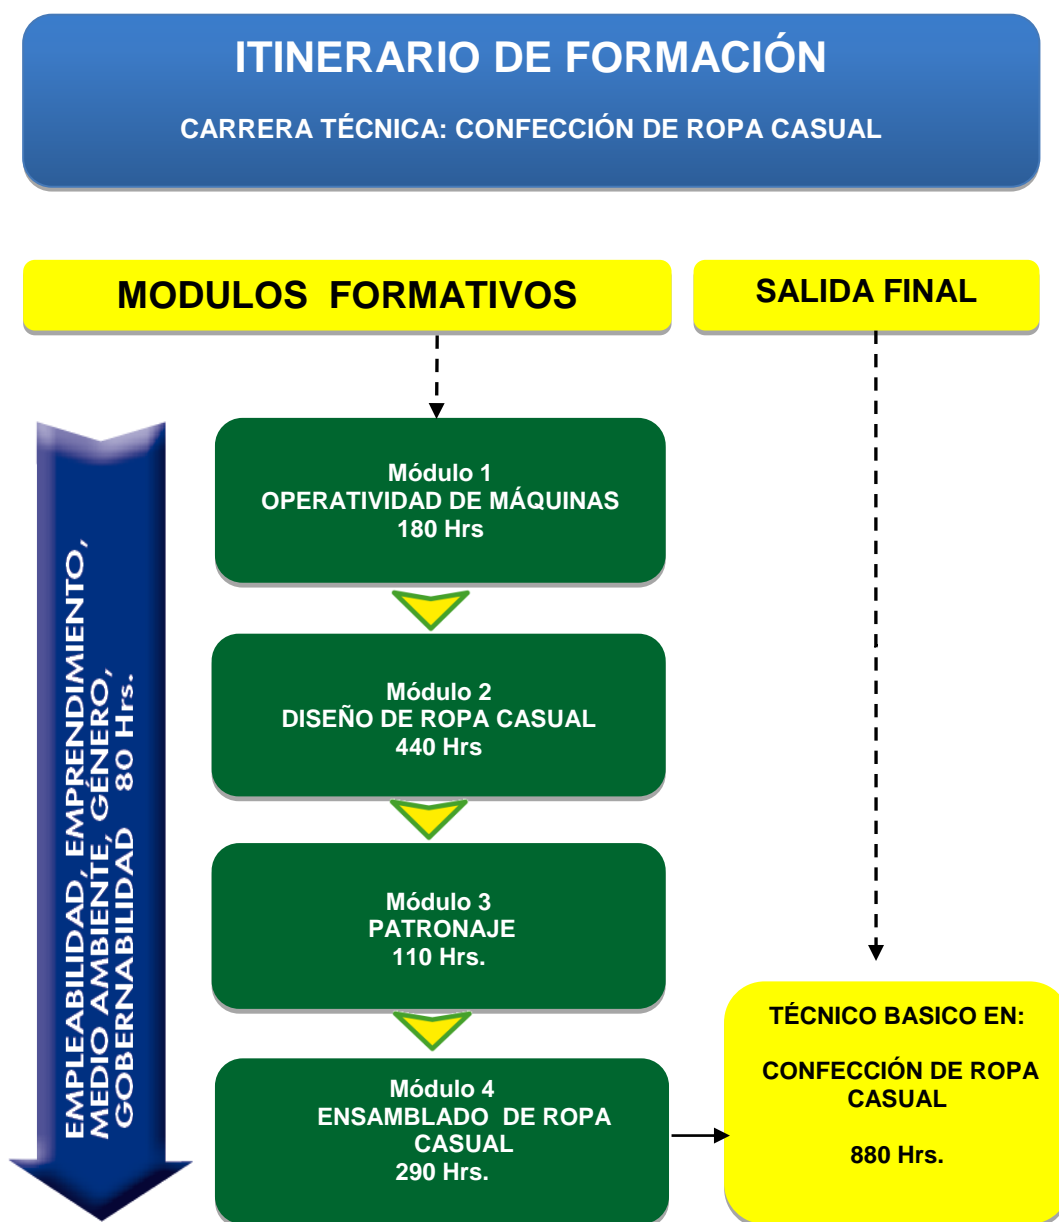 ITINERARIO DE FORMACIÓN
CARRERA TÉCNICA: CONFECCIÓN DE ROPA CASUAL
MODULOS FORMATIVOS
SALIDA FINAL
EMPLEABILIDAD, EMPRENDIMIENTO,
MEDIO AMBIENTE, GÉNERO,
GOBERNABILIDAD 80 Hrs.
Módulo 1
OPERATIVIDAD DE MÁQUINAS
180 Hrs
Módulo 2
DISEÑO DE ROPA CASUAL
440 Hrs
Módulo 3
PATRONAJE
110 Hrs.
Módulo 4
ENSAMBLADO DE ROPA
CASUAL
290 Hrs.
TÉCNICO BASICO EN:
CONFECCIÓN DE ROPA
CASUAL
880 Hrs.